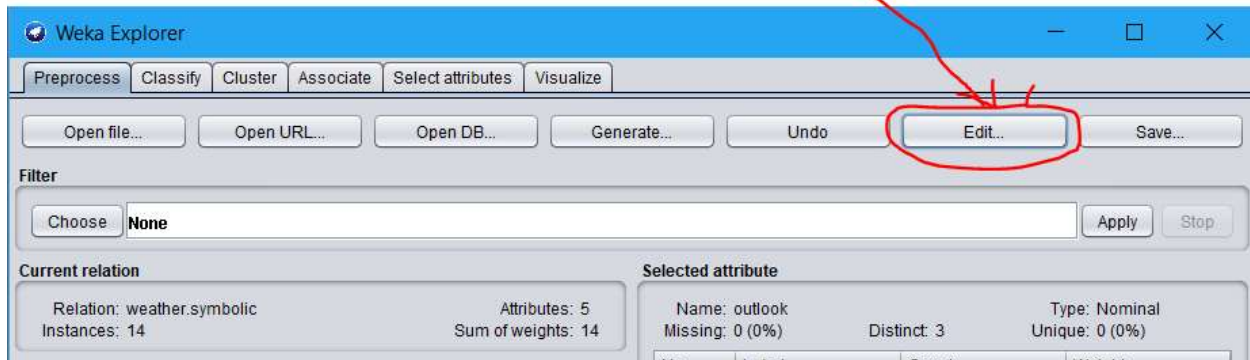 Weka Explorer
Preprocess Classify Cluster Associate Select attributes Visualize
Open file... Open URL... Open DB... Generate... Undo Edit... Save...
Filter
Choose None Apply Stop
Current relation
Relation: weather.symbolic Attributes: 5
Instances: 14 Sum of weights: 14
Selected attribute
Name: outlook Type: Nominal
Missing: 0 (0%) Distinct: 3 Unique: 0 (0%)